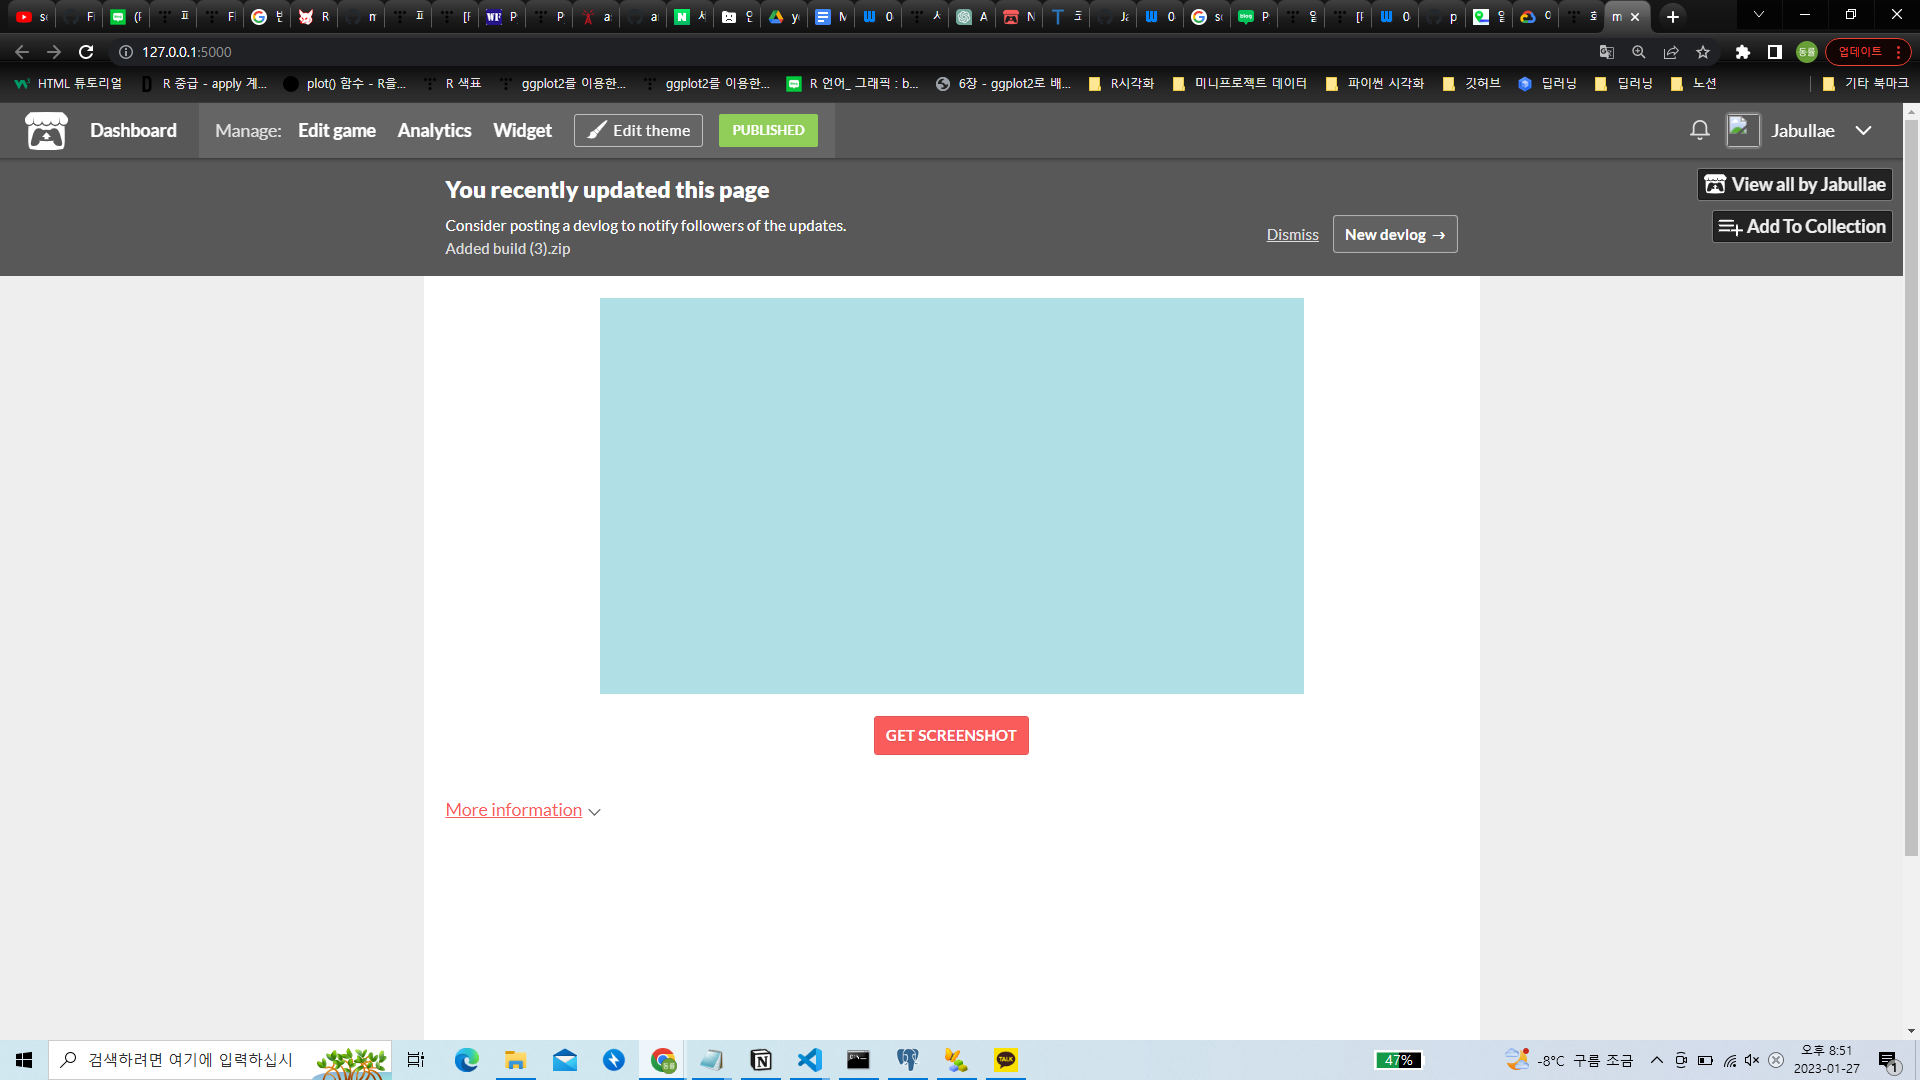 127.0.0.1:5000
업데이트
HTML 튜토리얼
R 중급 - apply 계...
plot() 함수 - R을...
R 색표
ggplot2를 이용한...
ggplot2를 이용한...
R 언어_ 그래픽 : b...
6장 - ggplot2로 배...
R시각화
미니프로젝트 데이터
파이썬 시각화
깃허브
딥러닝
딥러닝
노션
기타 북마크
Dashboard
Manage:
Edit game
Analytics
Widget
Edit theme
PUBLISHED
Jabullae
You recently updated this page
Consider posting a devlog to notify followers of the updates.
Added build (3).zip
Dismiss
New devlog →
View all by Jabullae
Add To Collection
GET SCREENSHOT
More information
검색하려면 여기에 입력하십시
47%
-8°C 구름 조금
오후 8:51
2023-01-27